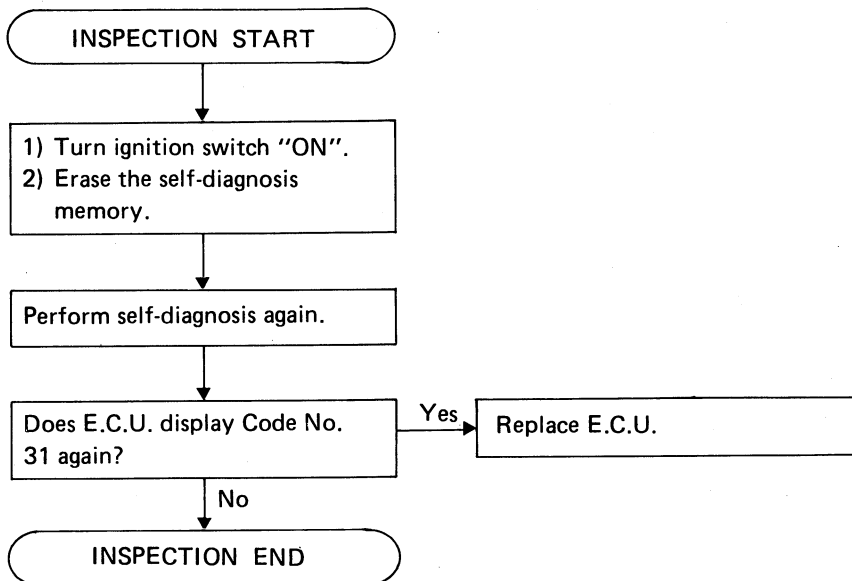 INSPECTION START
1) Turn ignition switch "ON".
2) Erase the self-diagnosis
memory.
Perform self-diagnosis again.
Does E.C.U. display Code No.
31 again?
Yes
Replace E.C.U.
No
INSPECTION END